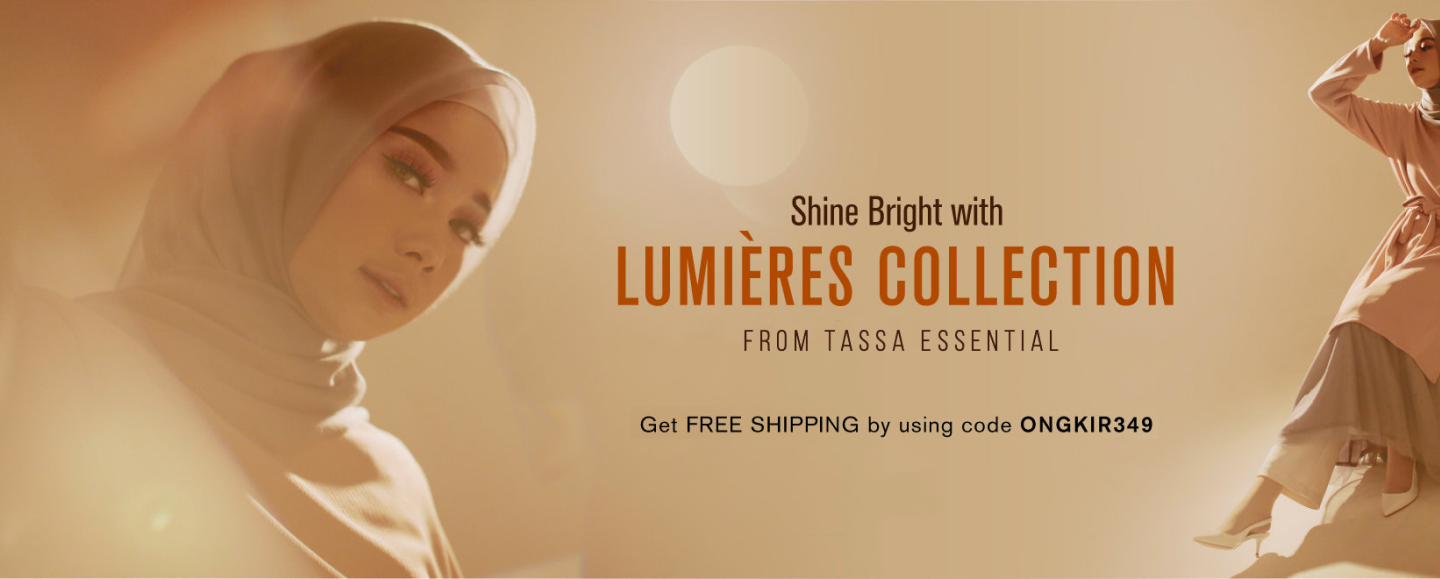 Shine Bright with
LUMIÈRES COLLECTION
FROM TASSA ESSENTIAL
Get FREE SHIPPING by using code ONGKIR349